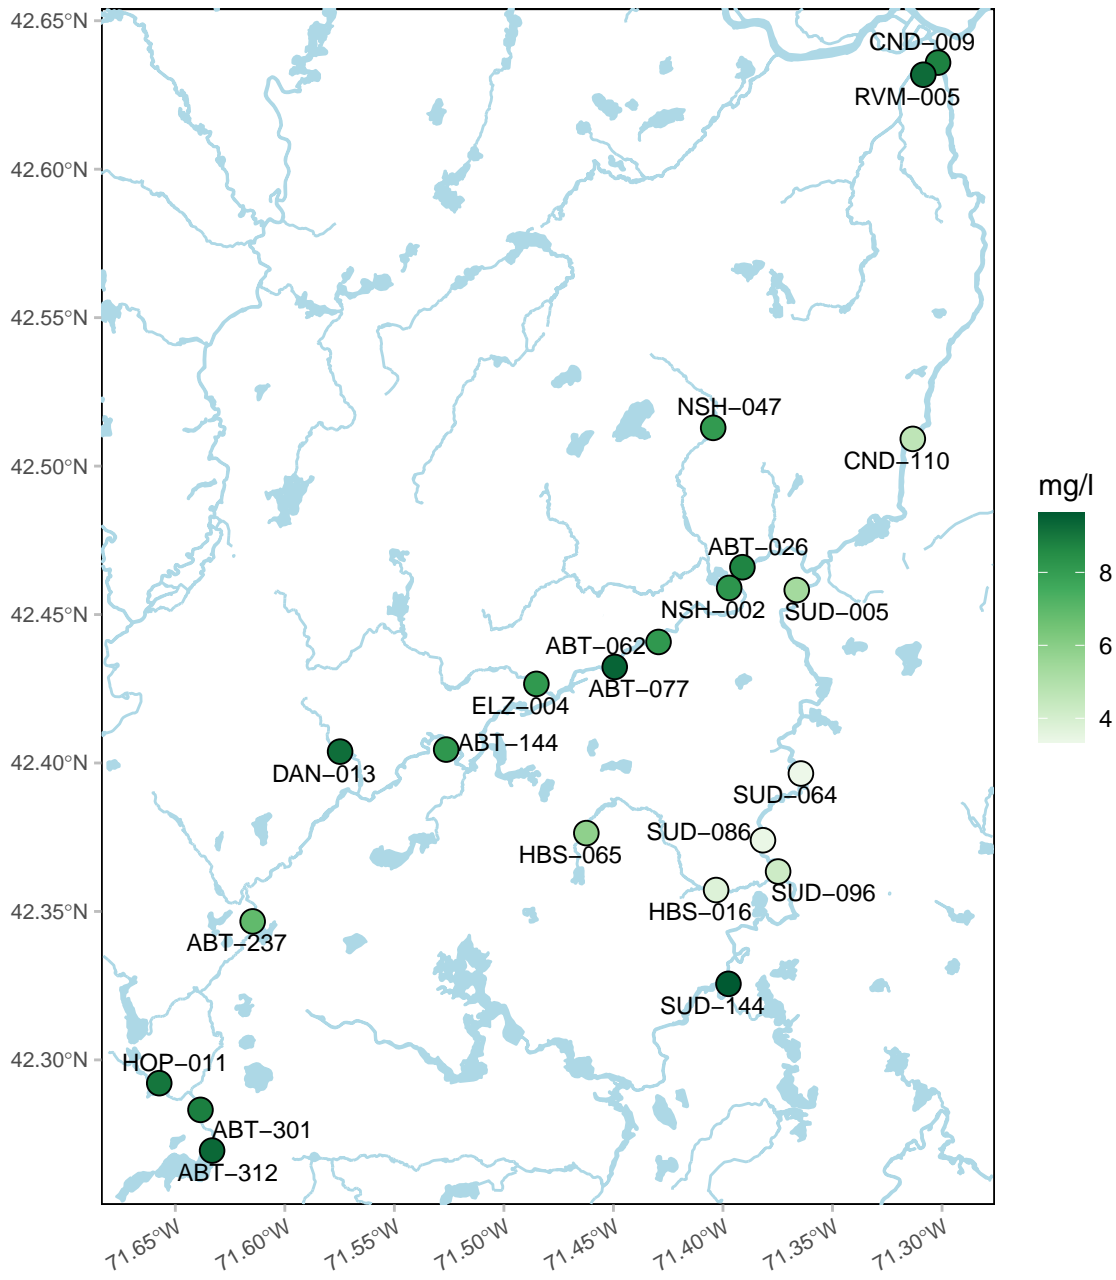 42.65°N
CND−009
RVM−005
42.60°N
42.55°N
NSH−047
42.50°N
CND−110
mg/l
ABT−026
8
NSH−002
SUD−005
42.45°N
ABT−062
6
ABT−077
ELZ−004
4
ABT−144
42.40°N
DAN−013
SUD−064
SUD−086
HBS−065
SUD−096
42.35°N
HBS−016
ABT−237
SUD−144
42.30°N
HOP−011
ABT−301
ABT−312
71.65°W
71.60°W
71.55°W
71.50°W
71.45°W
71.40°W
71.35°W
71.30°W